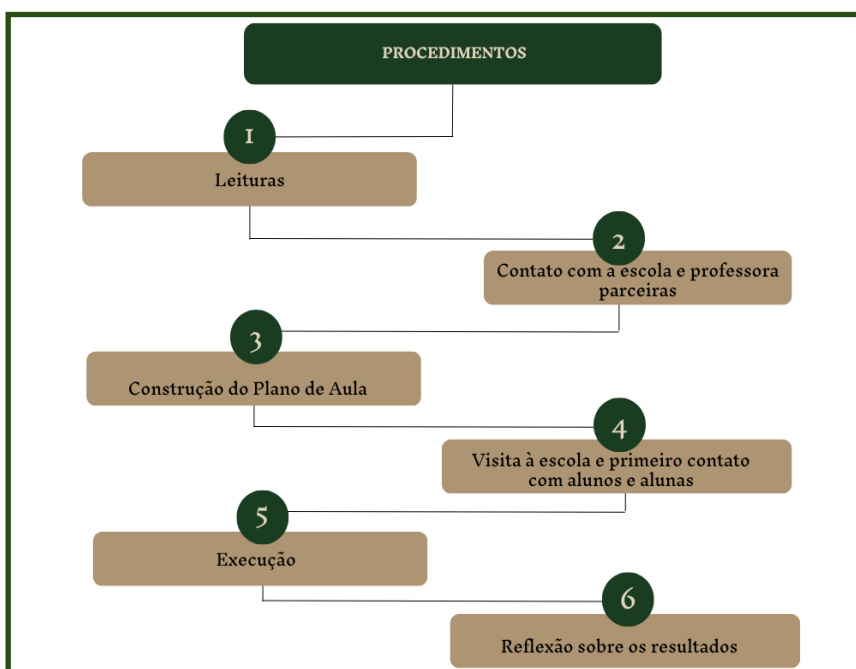 PROCEDIMENTOS
1
Leituras
2
Contato com a escola e professora
parceiras
3
Construção do Plano de Aula
4
Visita à escola e primeiro contato
com alunos e alunas
5
Execução
6
Reflexão sobre os resultados